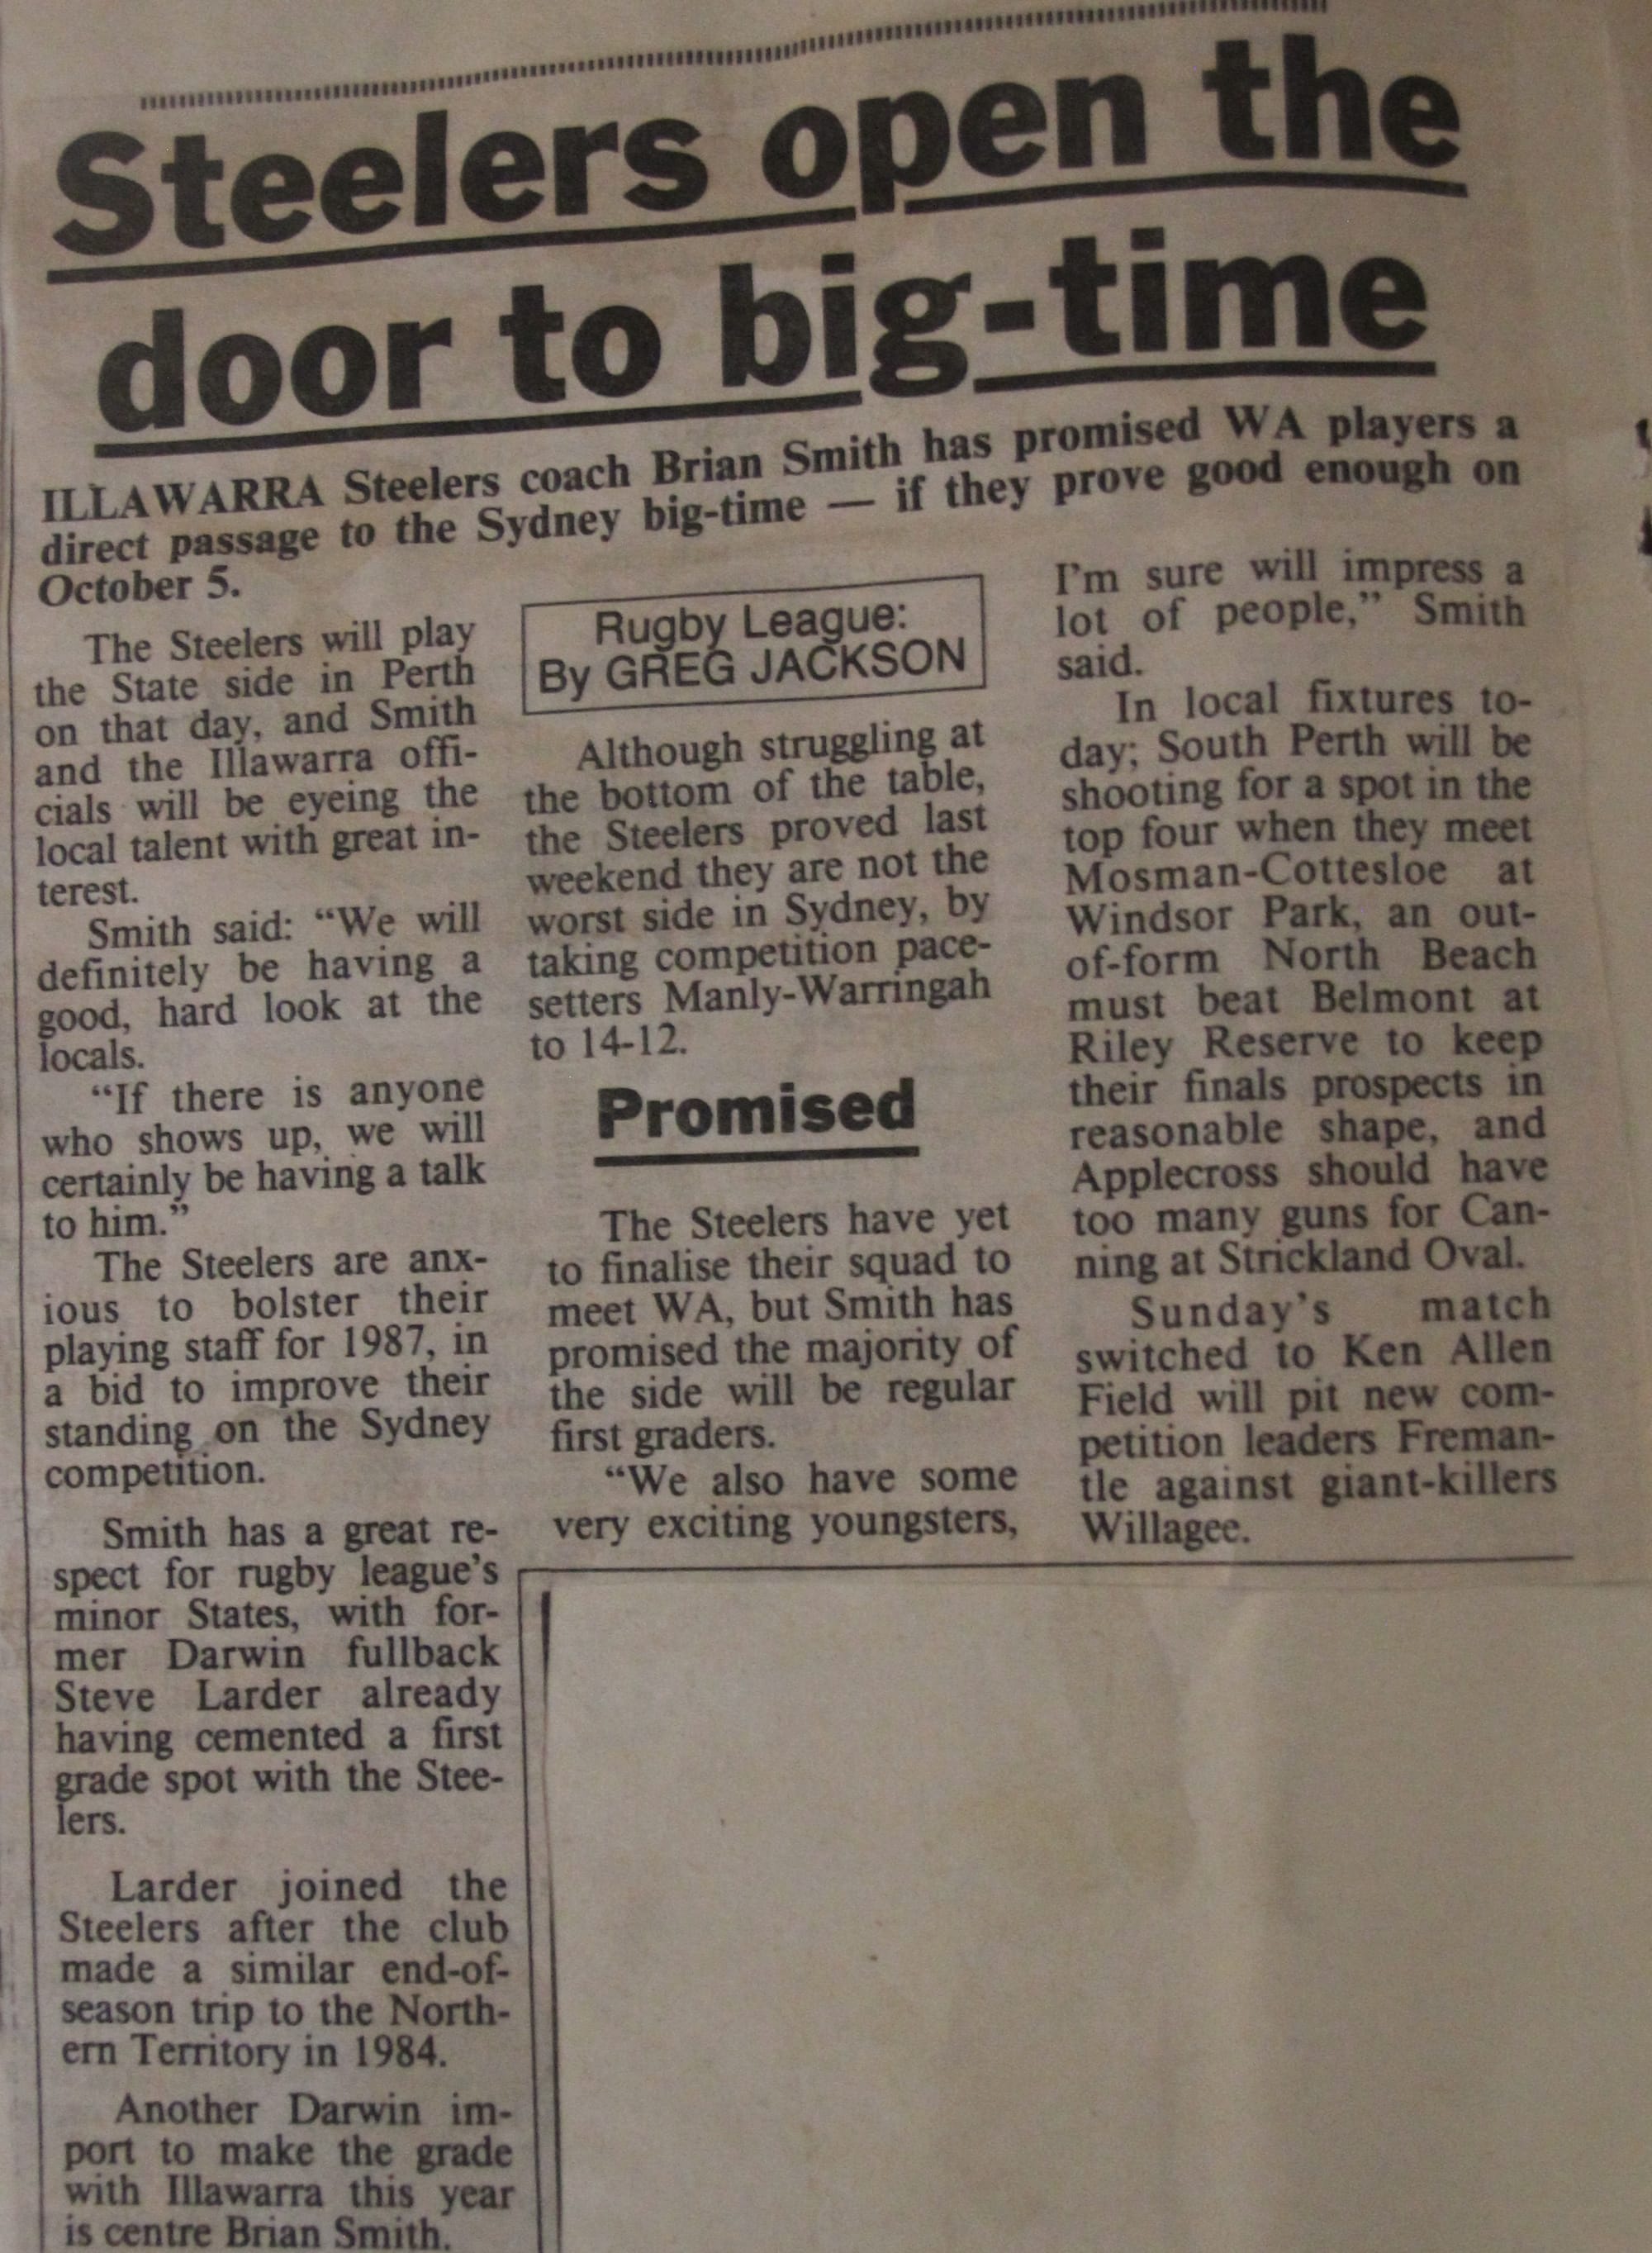 Steelers open the
door to big-time
ILLAWARRA Steelers coach Brian Smith has promised WA players a
direct passage to the Sydney big-time — if they prove good enough on
October 5.
The Steelers will play
the State side in Perth
on that day, and Smith
and the Illawarra offi-
cials will be eyeing the
local talent with great in-
terest.
Smith said: “We will
definitely be having a
good, hard look at the
locals.
“If there is anyone
who shows up, we will
certainly be having a talk
to him.”
The Steelers are anx-
ious to bolster their
playing staff for 1987, in
a bid to improve their
standing on the Sydney
competition.
Smith has a great re-
spect for rugby league’s
minor States, with for-
mer Darwin fullback
Steve Larder already
having cemented a first
grade spot with the Stee-
lers.
Larder joined the
Steelers after the club
made a similar end-of-
season trip to the North-
ern Territory in 1984.
Another Darwin im-
port to make the grade
with Illawarra this year
is centre Brian Smith.
Rugby League:
By GREG JACKSON
Although struggling at
the bottom of the table,
the Steelers proved last
weekend they are not the
worst side in Sydney, by
taking competition pace-
setters Manly-Warringah
to 14-12.
Promised
The Steelers have yet
to finalise their squad to
meet WA, but Smith has
promised the majority of
the side will be regular
first graders.
“We also have some
very exciting youngsters,
I’m sure will impress a
lot of people,” Smith
said.
In local fixtures to-
day; South Perth will be
shooting for a spot in the
top four when they meet
Mosman-Cottesloe at
Windsor Park, an out-
of-form North Beach
must beat Belmont at
Riley Reserve to keep
their finals prospects in
reasonable shape, and
Applecross should have
too many guns for Can-
ning at Strickland Oval.
Sunday’s match
switched to Ken Allen
Field will pit new com-
petition leaders Freman-
tle against giant-killers
Willagee.